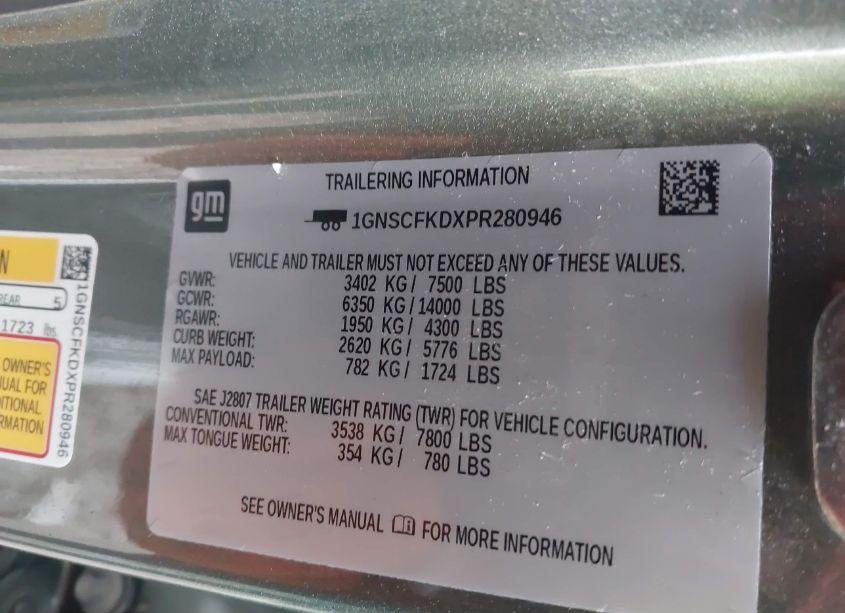 gm
TRAILERING INFORMATION
1GNSCFKDXPR280946
VEHICLE AND TRAILER MUST NOT EXCEED ANY OF THESE VALUES.
GVWR: 3402 KG / 7500 LBS
GCWR: 6350 KG / 14000 LBS
RGAWR: 1950 KG / 4300 LBS
CURB WEIGHT: 2620 KG / 5776 LBS
MAX PAYLOAD: 782 KG / 1724 LBS
SAE J2807 TRAILER WEIGHT RATING (TWR) FOR VEHICLE CONFIGURATION.
CONVENTIONAL TWR: 3538 KG / 7800 LBS
MAX TONGUE WEIGHT: 354 KG / 780 LBS
SEE OWNER'S MANUAL FOR MORE INFORMATION
REAR 5
1723 lbs.
OWNER'S
FOR
1GNSCFKDXPR280946